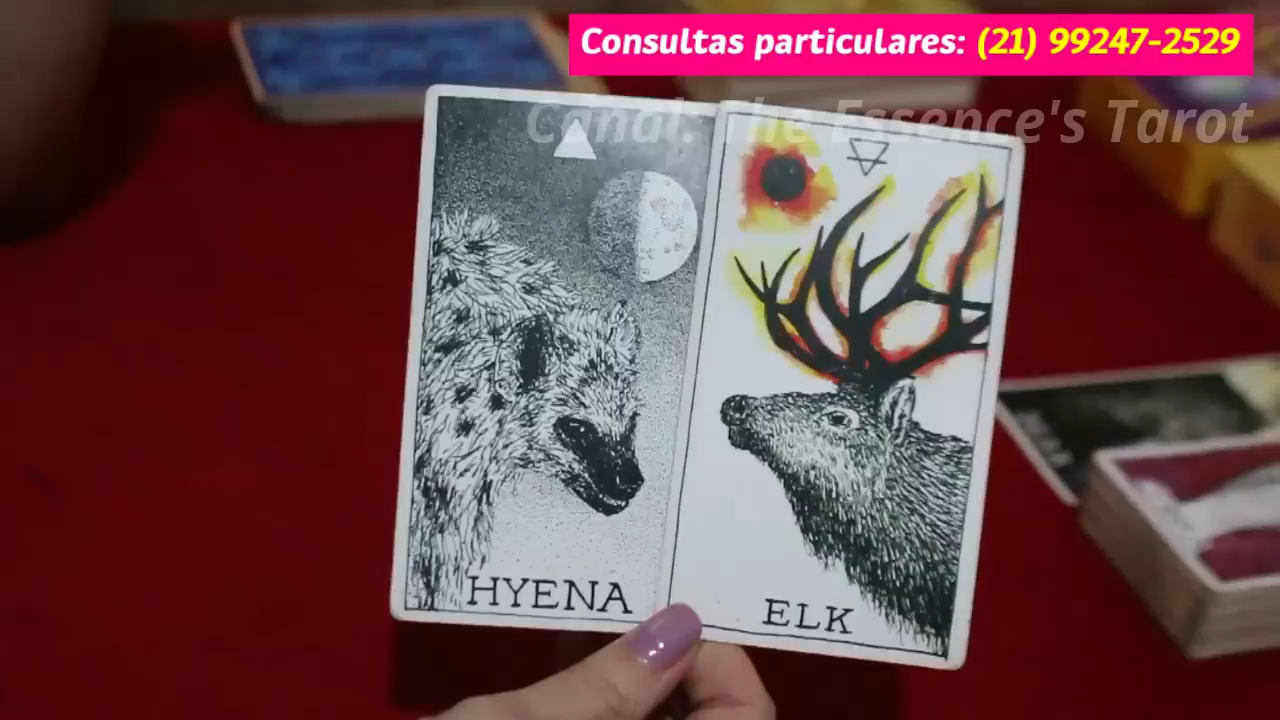 Consultas particulares: (21) 99247-2529
Canal: The Essence's Tarot
HYENA
ELK